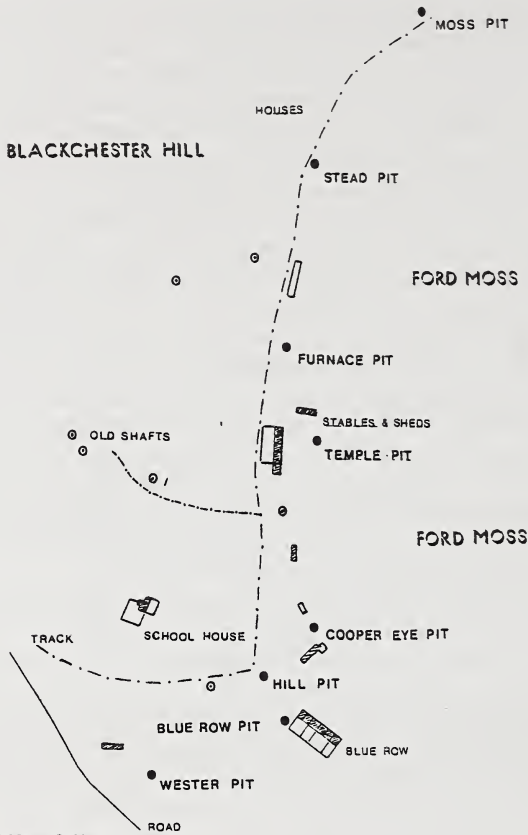 MOSS PIT
HOUSES
BLACKCHESTER HILL
STEAD PIT
FORD MOSS
FURNACE PIT
STABLES & SHEDS
OLD SHAFTS
TEMPLE PIT
FORD MOSS
COOPER EYE PIT
TRACK
SCHOOL HOUSE
HILL PIT
BLUE ROW PIT
BLUE ROW
WESTER PIT
ROAD